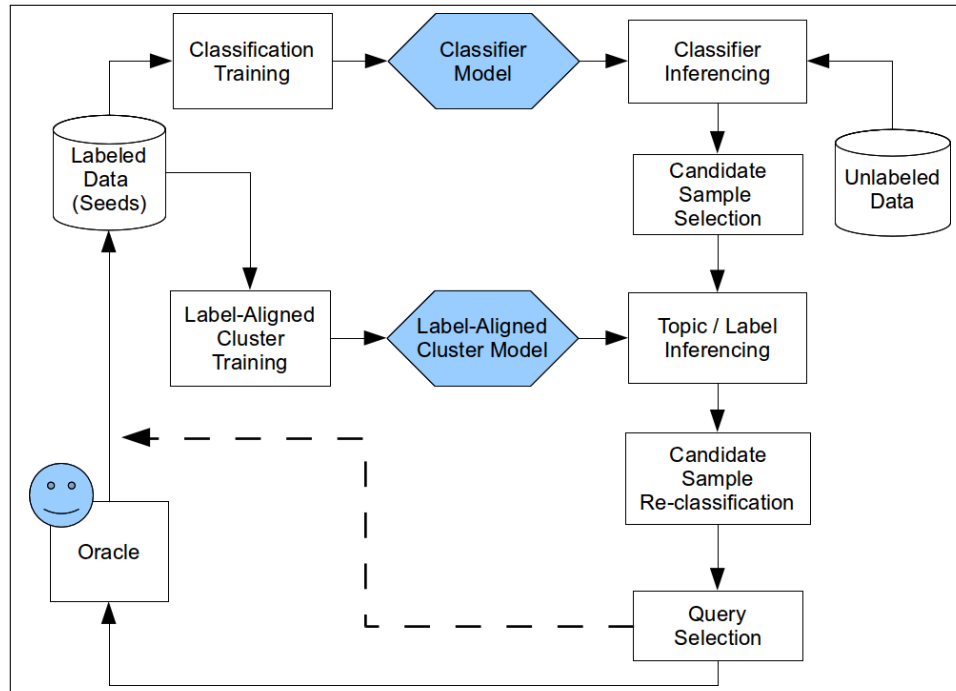 Classification
Training
Classifier
Model
Classifier
Inferencing
Labeled
Data
(Seeds)
Candidate
Sample
Selection
Unlabeled
Data
Label-Aligned
Cluster
Training
Label-Aligned
Cluster Model
Topic / Label
Inferencing
Candidate
Sample
Re-classification
Oracle
Query
Selection